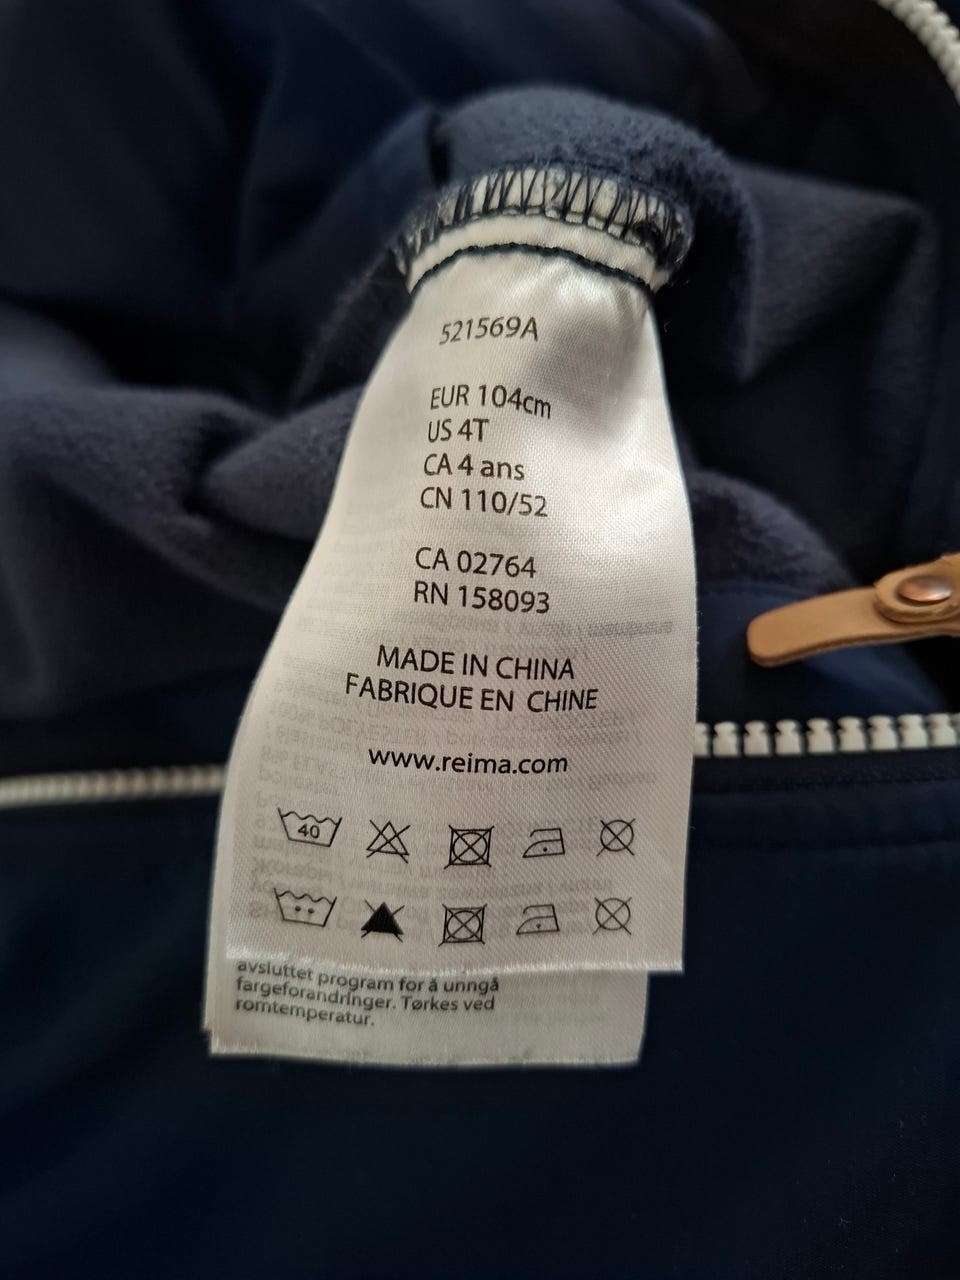 521569A
EUR 104cm
US 4T
CA 4 ans
CN 110/52
CA 02764
RN 158093
MADE IN CHINA
FABRIQUE EN CHINE
www.reima.com
40
avsluttet program for å unngå
fargeforandringer. Tørkes ved
romtemperatur.